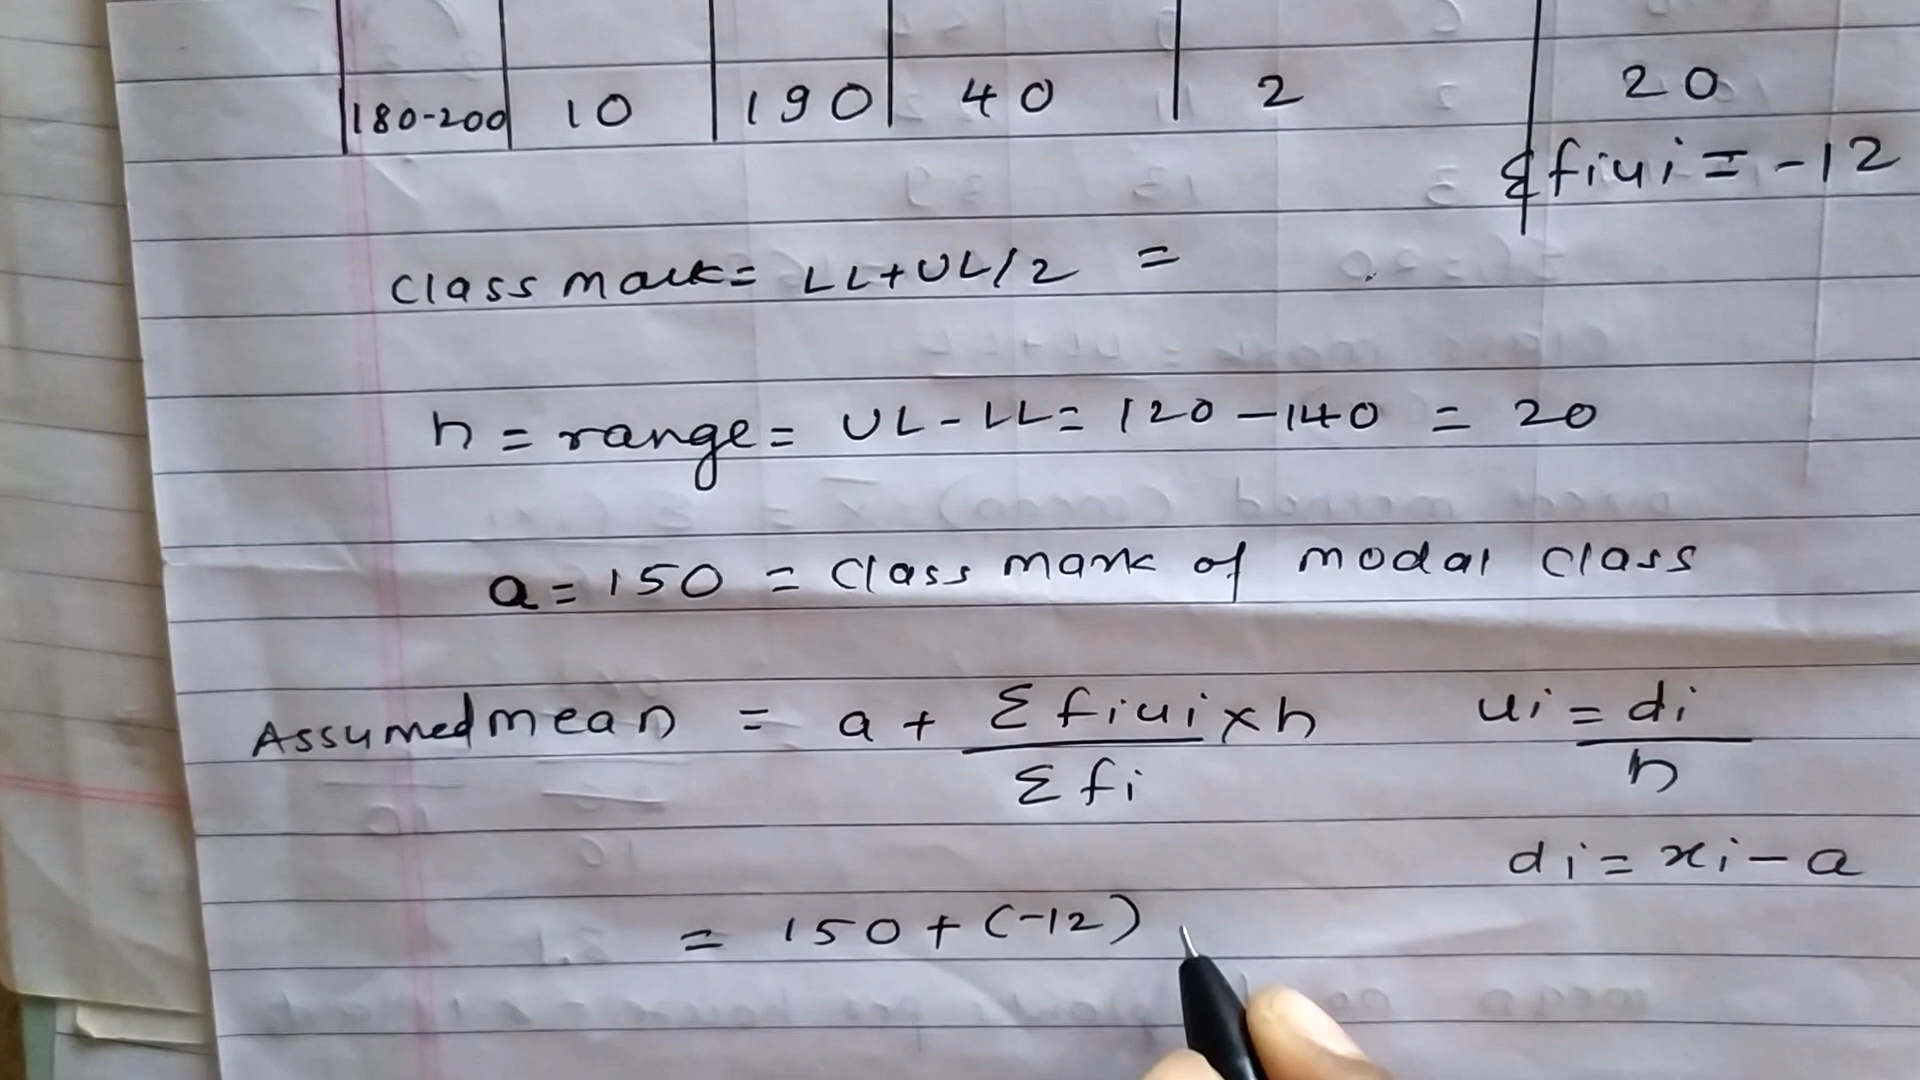 180-200 10 190 40 2 20
Σfiui = -12
class mark = LL+UL/2 =
h = range = UL-LL = 120-140 = 20
a = 150 = class mark of modal class
Assumed mean = a + Σfiui/Σfi × h ui = di/h
di = xi - a
= 150 + (-12)